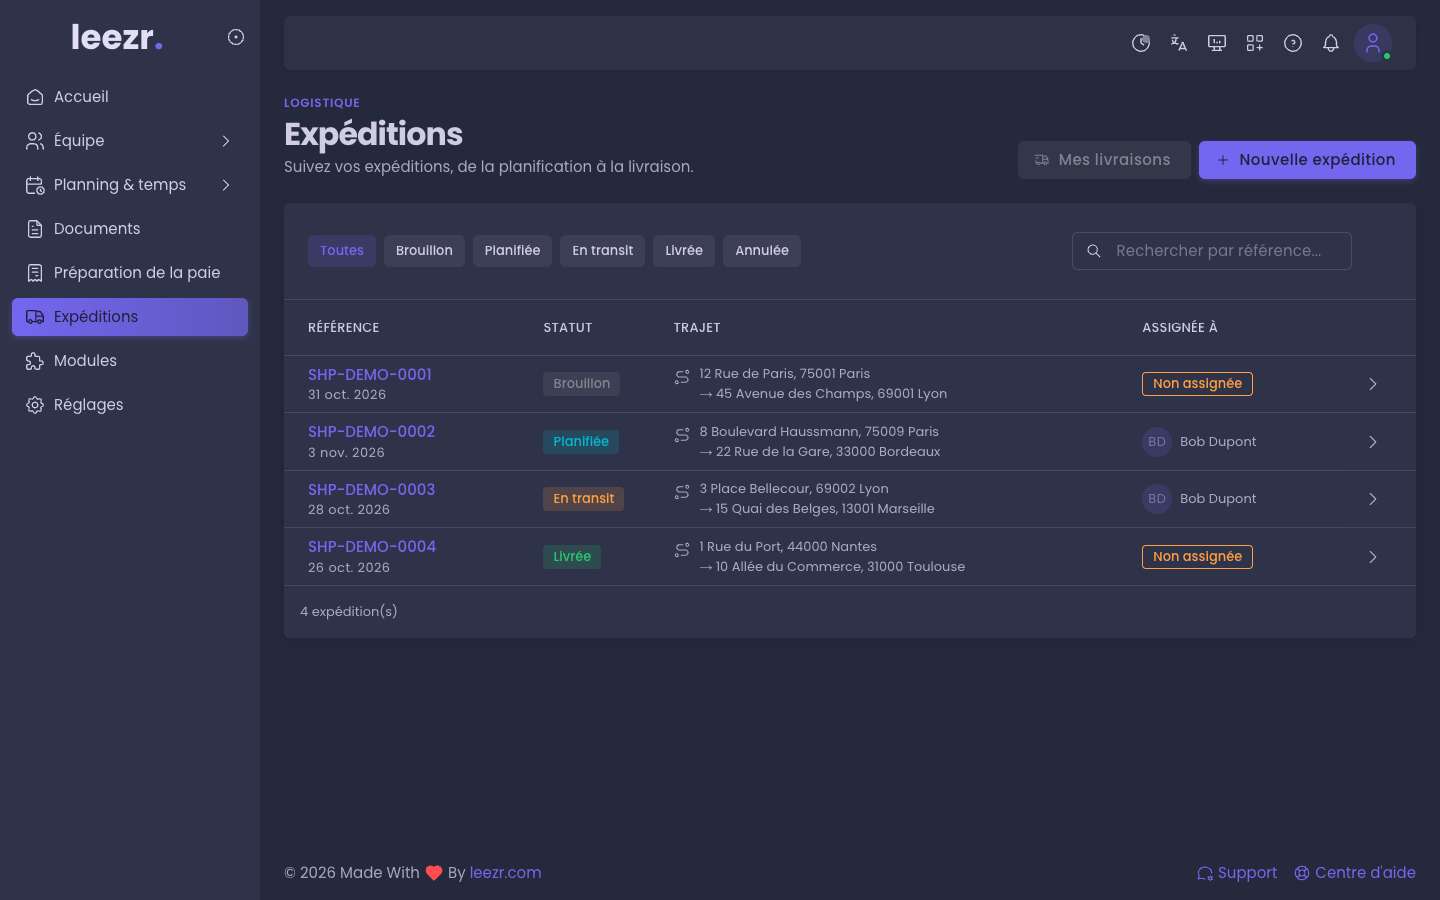 leezr.
Accueil
Équipe
Planning & temps
Documents
Préparation de la paie
Expéditions
Modules
Réglages
LOGISTIQUE
Expéditions
Suivez vos expéditions, de la planification à la livraison.
Mes livraisons
Nouvelle expédition
Toutes
Brouillon
Planifiée
En transit
Livrée
Annulée
Rechercher par référence...
RÉFÉRENCE STATUT TRAJET ASSIGNÉE À
SHP-DEMO-0001
31 oct. 2026
Brouillon
12 Rue de Paris, 75001 Paris
→ 45 Avenue des Champs, 69001 Lyon
Non assignée
SHP-DEMO-0002
3 nov. 2026
Planifiée
8 Boulevard Haussmann, 75009 Paris
→ 22 Rue de la Gare, 33000 Bordeaux
BD Bob Dupont
SHP-DEMO-0003
28 oct. 2026
En transit
3 Place Bellecour, 69002 Lyon
→ 15 Quai des Belges, 13001 Marseille
BD Bob Dupont
SHP-DEMO-0004
26 oct. 2026
Livrée
1 Rue du Port, 44000 Nantes
→ 10 Allée du Commerce, 31000 Toulouse
Non assignée
4 expédition(s)
© 2026 Made With ❤ By leezr.com
Support
Centre d'aide